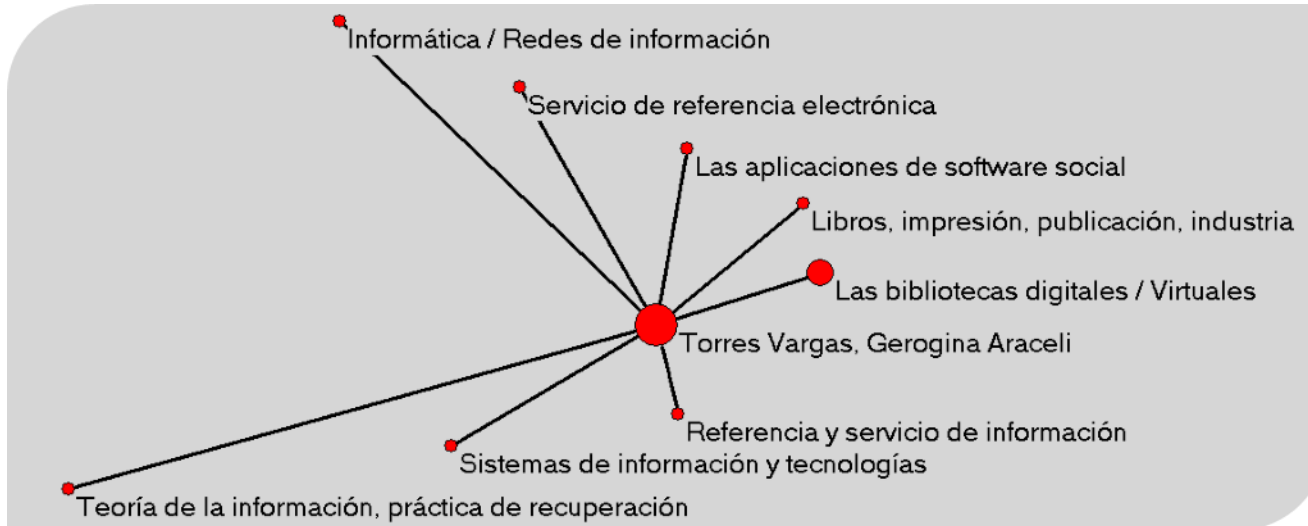 Informática / Redes de información
Servicio de referencia electrónica
Las aplicaciones de software social
Libros, impresión, publicación, industria
Las bibliotecas digitales / Virtuales
Torres Vargas, Gerogina Araceli
Referencia y servicio de información
Sistemas de información y tecnologías
Teoría de la información, práctica de recuperación